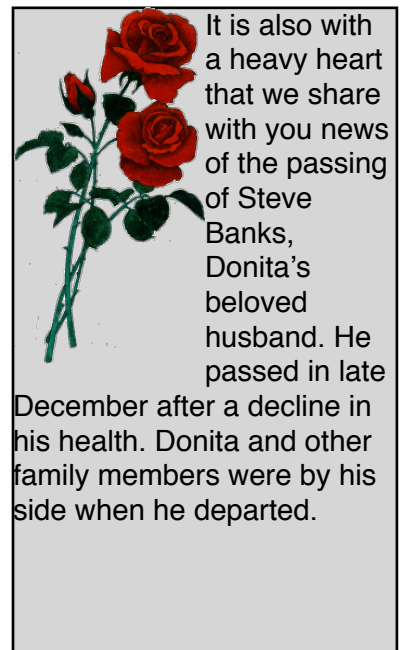 It is also with
a heavy heart
that we share
with you news
of the passing
of Steve
Banks,
Donita's
beloved
husband. He
passed in late
December after a decline in
his health. Donita and other
family members were by his
side when he departed.